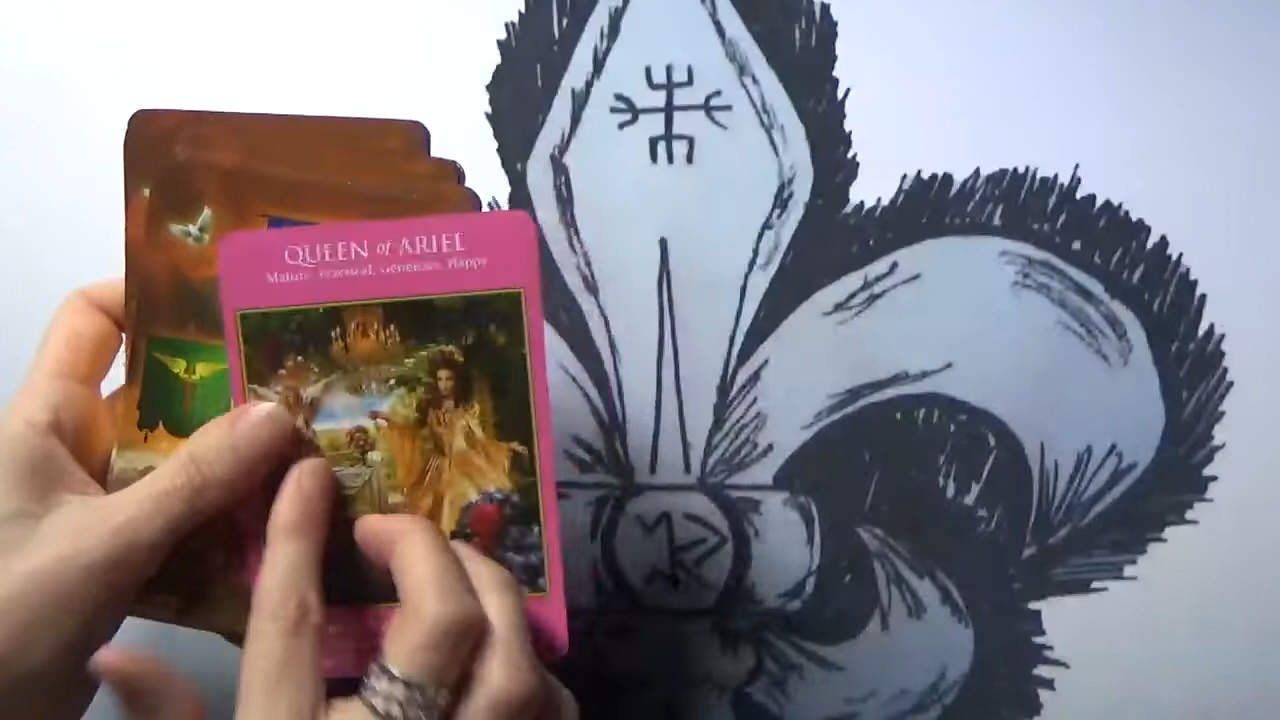 QUEEN of ARIEL
Mature, Practical, Generous, Happy